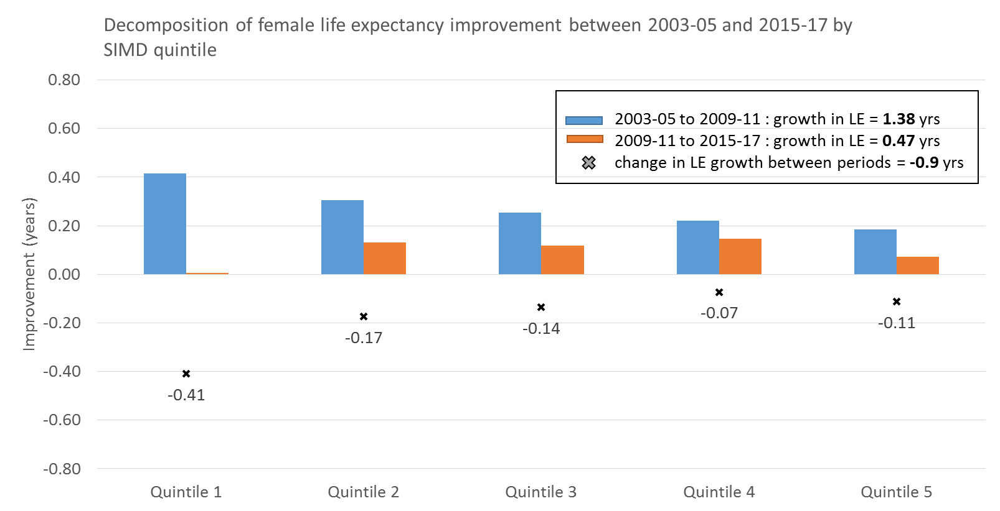 Decomposition of female life expectancy improvement between 2003-05 and 2015-17 by
SIMD quintile
0.80
0.60
0.40
0.20
0.00
-0.20
-0.40
-0.60
-0.80
Improvement (years)
2003-05 to 2009-11 : growth in LE = 1.38 yrs
2009-11 to 2015-17 : growth in LE = 0.47 yrs
change in LE growth between periods = -0.9 yrs
-0.41
-0.17
-0.14
-0.07
-0.11
Quintile 1
Quintile 2
Quintile 3
Quintile 4
Quintile 5